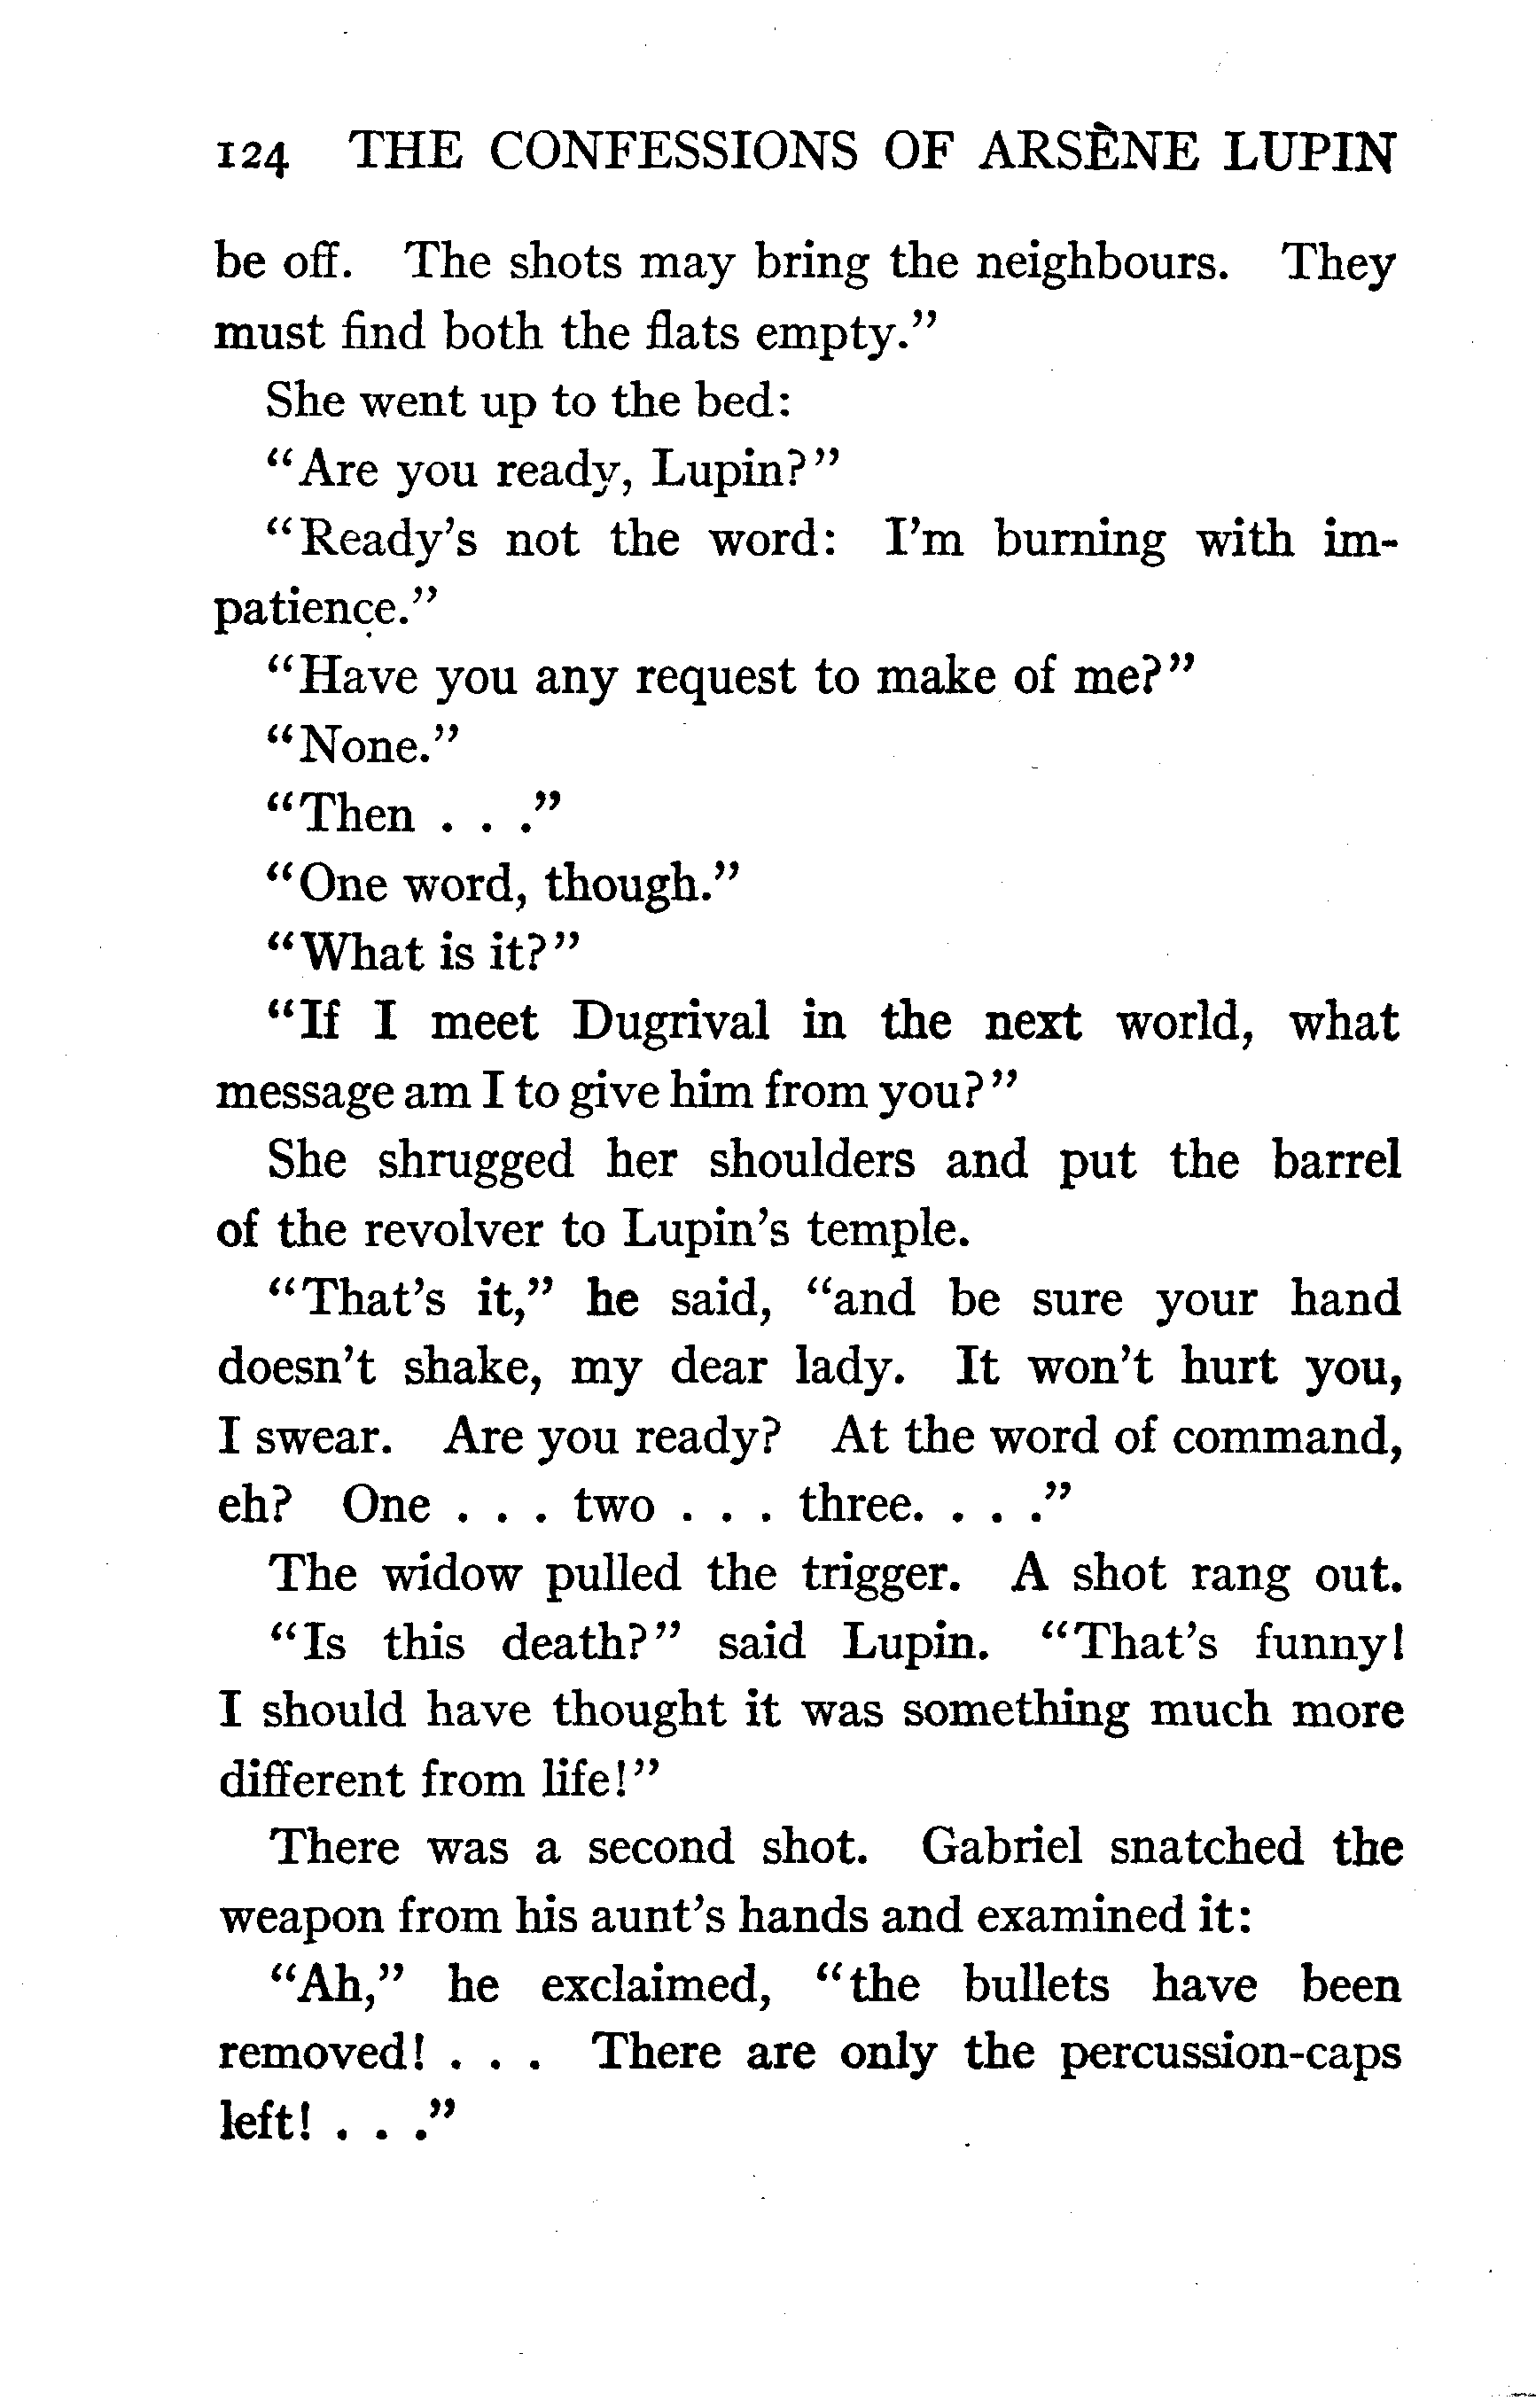 124 THE CONFESSIONS OF ARSÈNE LUPIN
be off. The shots may bring the neighbours. They
must find both the flats empty."
She went up to the bed:
"Are you ready, Lupin?"
"Ready's not the word: I'm burning with im-
patience."
"Have you any request to make of me?"
"None."
"Then . . ."
"One word, though."
"What is it?"
"If I meet Dugrival in the next world, what
message am I to give him from you?"
She shrugged her shoulders and put the barrel
of the revolver to Lupin's temple.
"That's it," he said, "and be sure your hand
doesn't shake, my dear lady. It won't hurt you,
I swear. Are you ready? At the word of command,
eh? One . . . two . . . three. . . ."
The widow pulled the trigger. A shot rang out.
"Is this death?" said Lupin. "That's funny!
I should have thought it was something much more
different from life!"
There was a second shot. Gabriel snatched the
weapon from his aunt's hands and examined it:
"Ah," he exclaimed, "the bullets have been
removed! . . . There are only the percussion-caps
left! . . ."